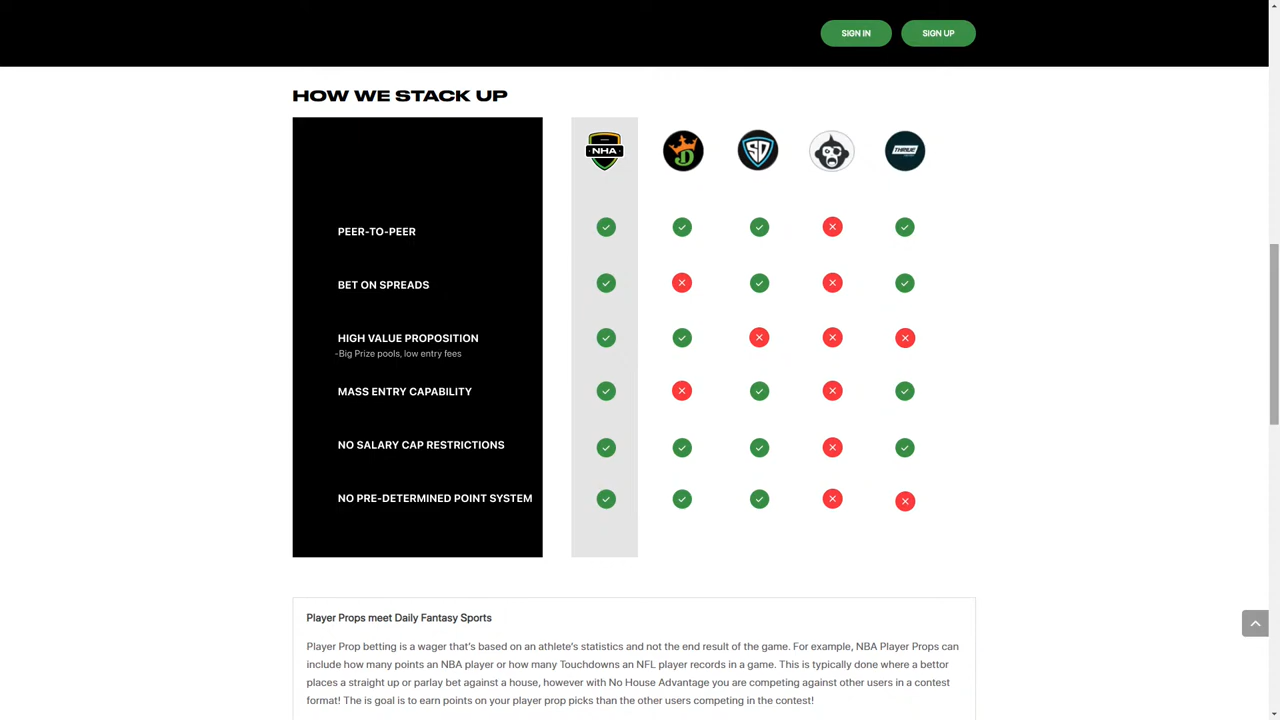 SIGN IN
SIGN UP
HOW WE STACK UP
NHA
D
SD
THRIVE
PEER-TO-PEER
BET ON SPREADS
HIGH VALUE PROPOSITION
-Big Prize pools, low entry fees
MASS ENTRY CAPABILITY
NO SALARY CAP RESTRICTIONS
NO PRE-DETERMINED POINT SYSTEM
Player Props meet Daily Fantasy Sports
Player Prop betting is a wager that's based on an athlete's statistics and not the end result of the game. For example, NBA Player Props can
include how many points an NBA player or how many Touchdowns an NFL player records in a game. This is typically done where a bettor
places a straight up or parlay bet against a house, however with No House Advantage you are competing against other users in a contest
format! The is goal is to earn points on your player prop picks than the other users competing in the contest!